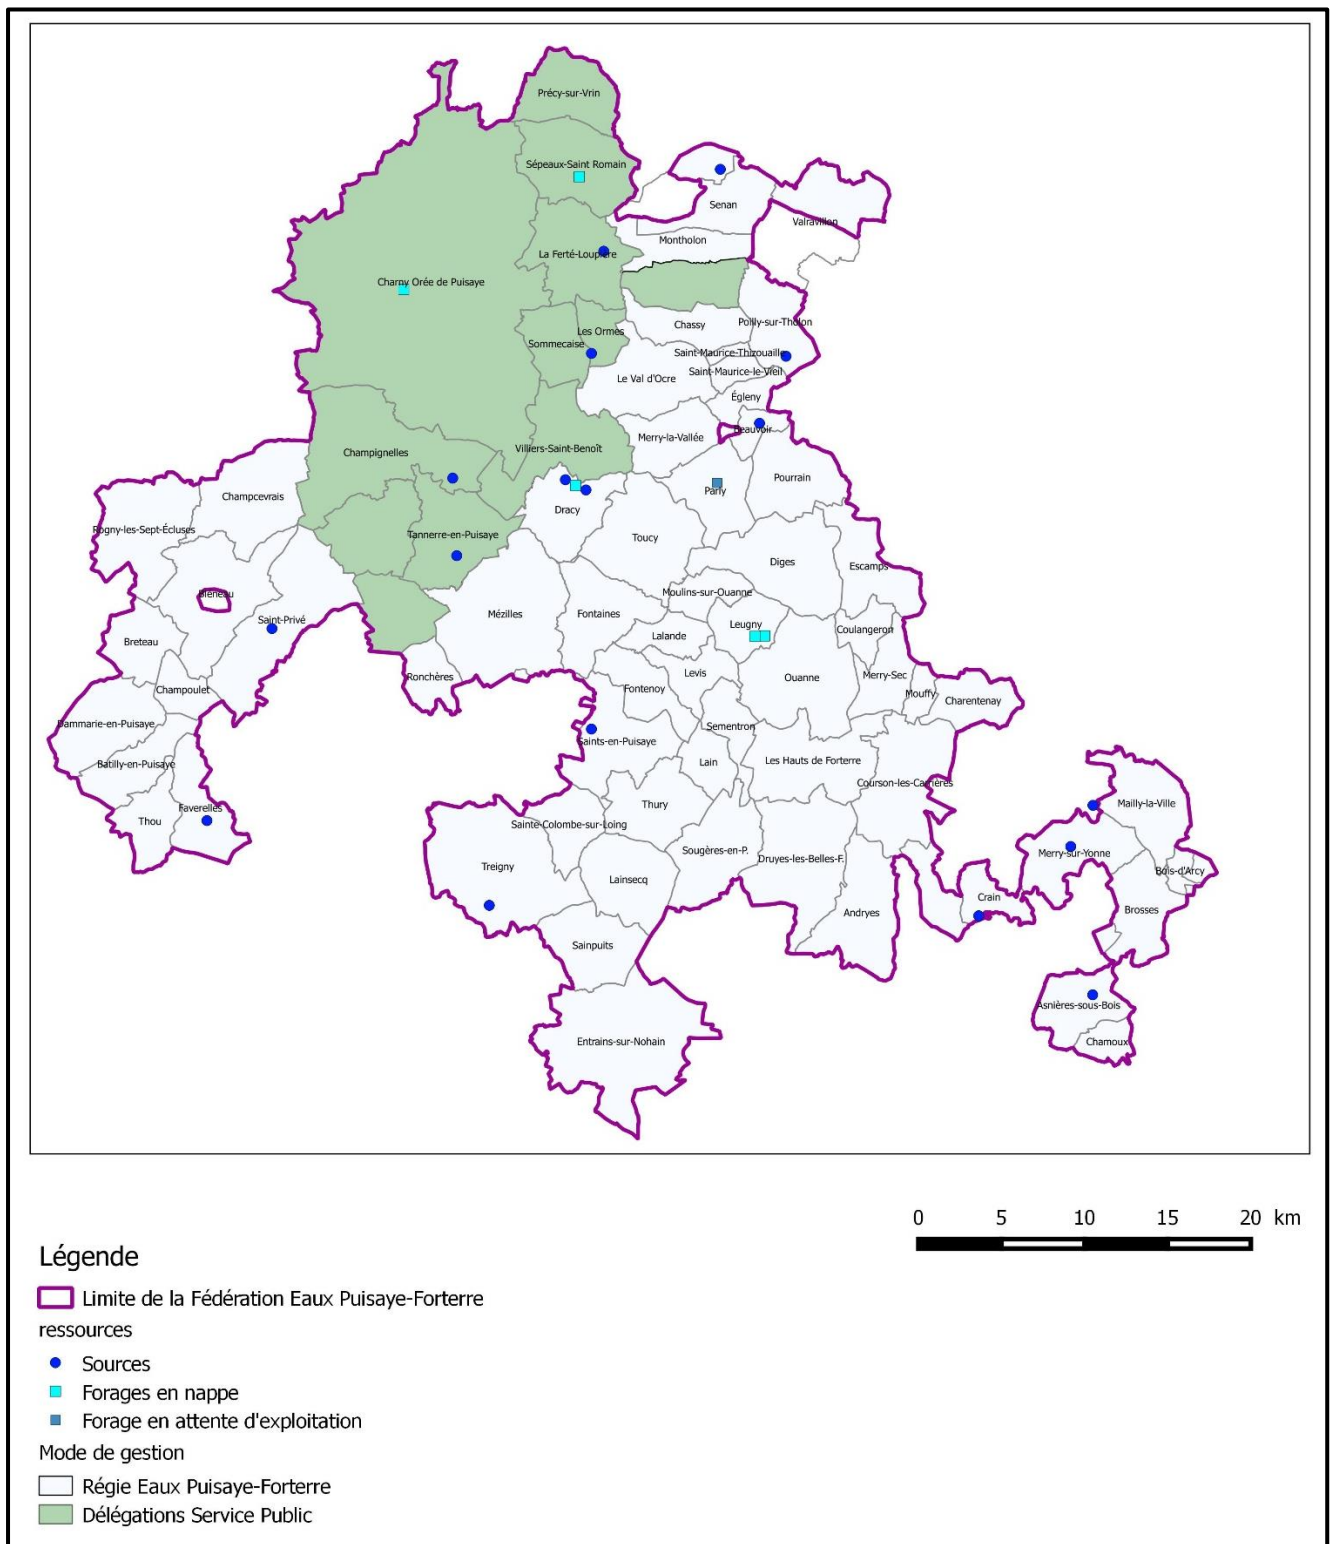 Précy-sur-Vrin
Sépeaux-Saint Romain
Senan
Valravillon
Montholon
La Ferté-Loupière
Charny Orée de Puisaye
Chassy
Poilly-sur-Tholon
Les Ormes
Sommecaise
Saint-Maurice-Thizouaille
Saint-Maurice-le-Vieil
Le Val d'Ocre
Égleny
Beauvoir
Merry-la-Vallée
Villiers-Saint-Benoît
Champignelles
Parly
Pourrain
Champcevrais
Dracy
Rogny-les-Sept-Écluses
Tannerre-en-Puisaye
Toucy
Diges
Escamps
Moulins-sur-Ouanne
Bléneau
Saint-Privé
Mézilles
Fontaines
Leugny
Coulangeron
Breteau
Lalande
Ronchères
Levis
Ouanne
Merry-Sec
Champoulet
Fontenoy
Mouffy
Charentenay
Dammarie-en-Puisaye
Sementron
Saints-en-Puisaye
Batilly-en-Puisaye
Lain
Les Hauts de Forterre
Courson-les-Carrières
Faverelles
Thury
Mailly-la-Ville
Thou
Sainte-Colombe-sur-Loing
Sougères-en-P.
Druyes-les-Belles-F.
Merry-sur-Yonne
Treigny
Bois-d'Arcy
Lainsecq
Crain
Andryes
Brosses
Sainpuits
Asnières-sous-Bois
Entrains-sur-Nohain
Chamoux
0 5 10 15 20 km
Légende
Limite de la Fédération Eaux Puisaye-Forterre
ressources
Sources
Forages en nappe
Forage en attente d'exploitation
Mode de gestion
Régie Eaux Puisaye-Forterre
Délégations Service Public